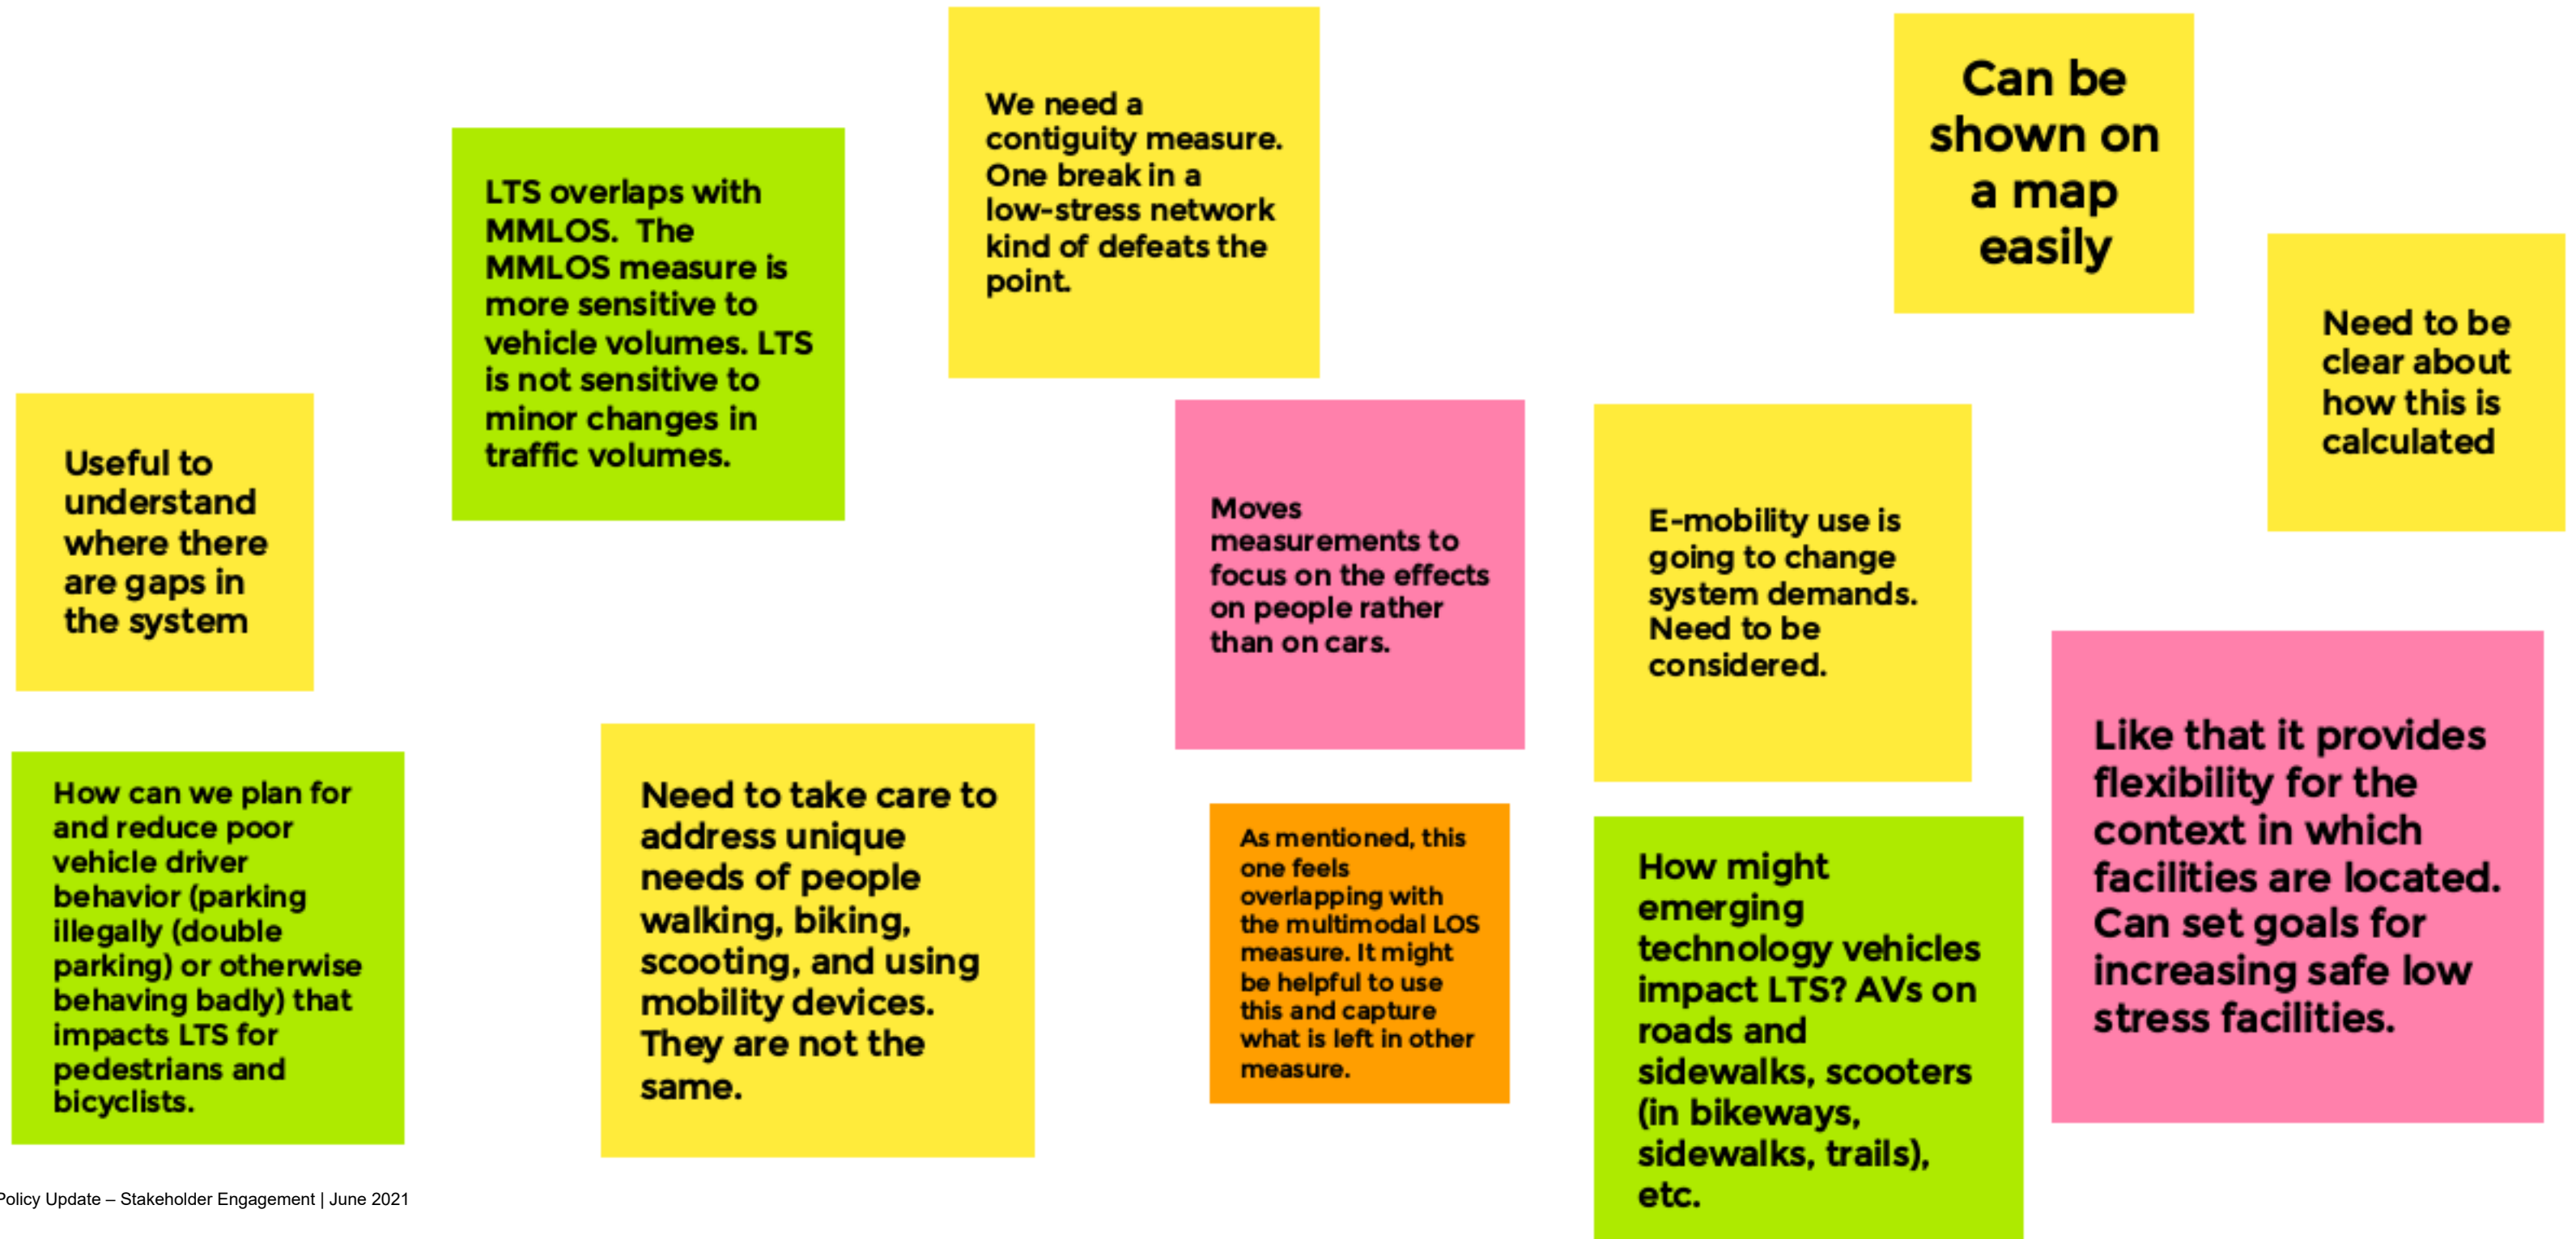 We need a
contiguity measure.
One break in a
low-stress network
kind of defeats the
point.
Can be
shown on
a map
easily
LTS overlaps with
MMLOS.  The
MMLOS measure is
more sensitive to
vehicle volumes. LTS
is not sensitive to
minor changes in
traffic volumes.
Need to be
clear about
how this is
calculated
Useful to
understand
where there
are gaps in
the system
Moves
measurements to
focus on the effects
on people rather
than on cars.
E-mobility use is
going to change
system demands.
Need to be
considered.
Like that it provides
flexibility for the
context in which
facilities are located.
Can set goals for
increasing safe low
stress facilities.
How can we plan for
and reduce poor
vehicle driver
behavior (parking
illegally (double
parking) or otherwise
behaving badly) that
impacts LTS for
pedestrians and
bicyclists.
Need to take care to
address unique
needs of people
walking, biking,
scooting, and using
mobility devices.
They are not the
same.
As mentioned, this
one feels
overlapping with
the multimodal LOS
measure. It might
be helpful to use
this and capture
what is left in other
measure.
How might
emerging
technology vehicles
impact LTS? AVs on
roads and
sidewalks, scooters
(in bikeways,
sidewalks, trails),
etc.
Policy Update – Stakeholder Engagement | June 2021